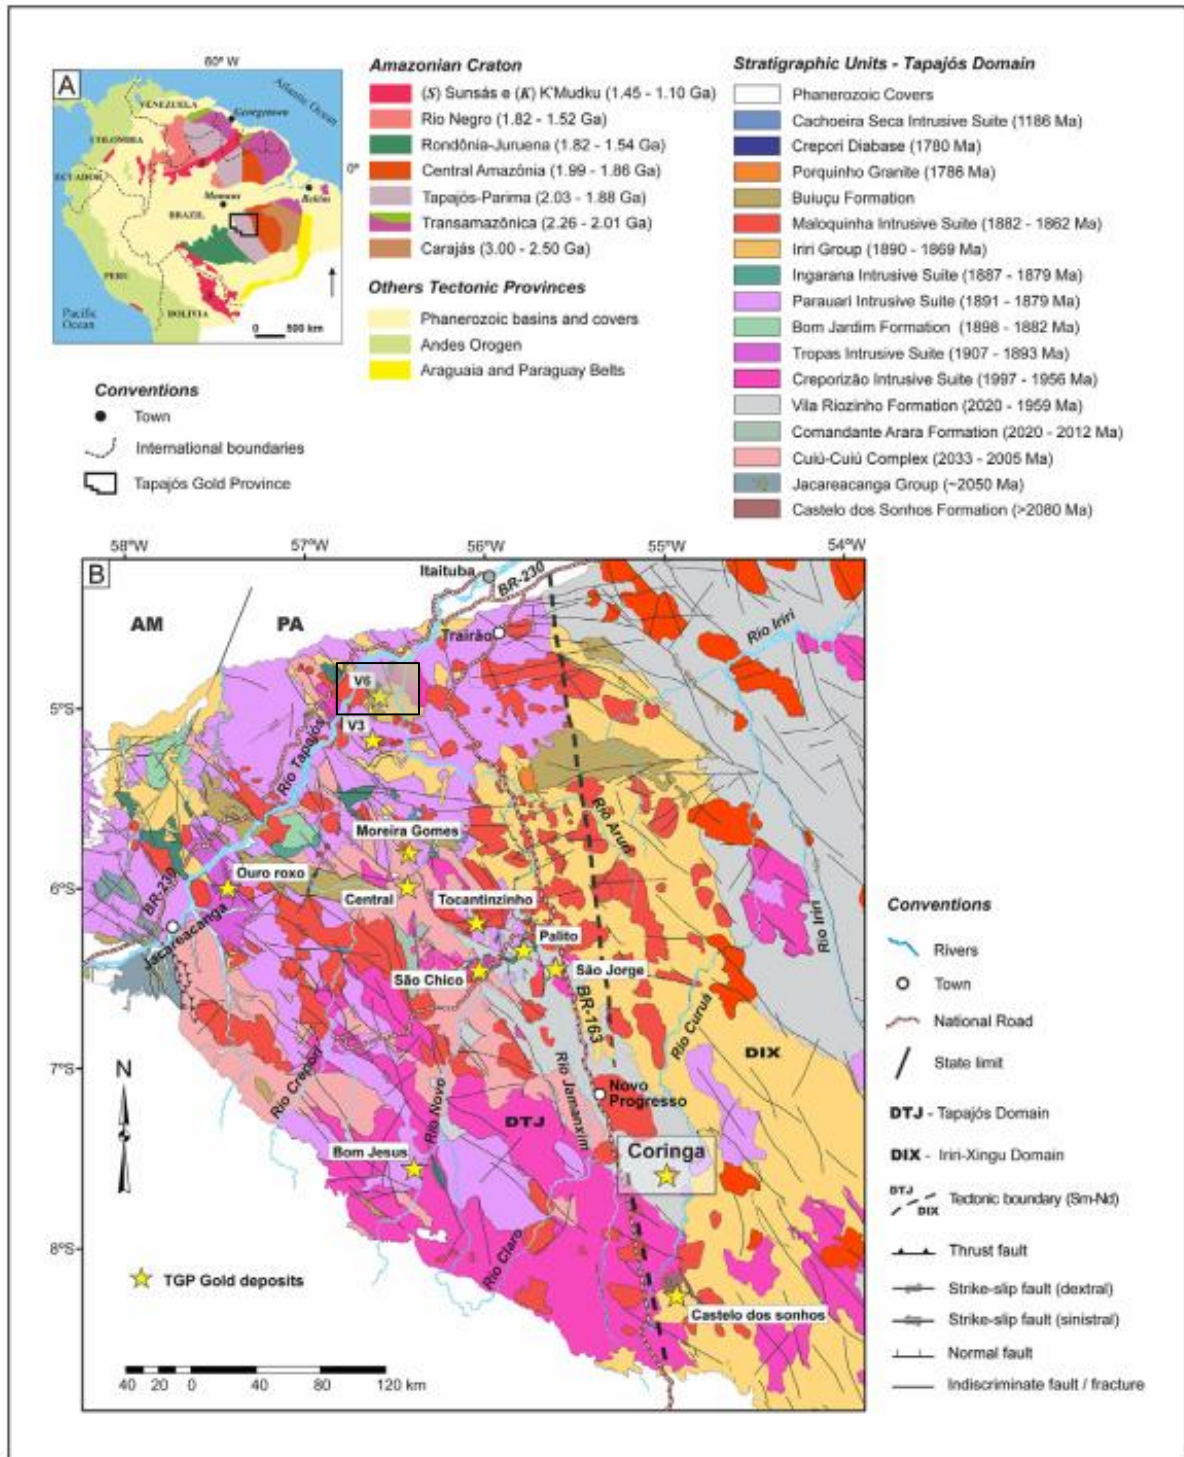 A
80° W
VENEZUELA
Georgetown
Atlantic Ocean
COLOMBIA
0°
ECUADOR
Manaus
Belém
BRAZIL
PERU
Pacific
Ocean
BOLIVIA
0 500 km
Conventions
Town
International boundaries
Tapajós Gold Province
Amazonian Craton
(S) Sunsás e (K) K'Mudku (1.45 - 1.10 Ga)
Rio Negro (1.82 - 1.52 Ga)
Rondônia-Juruena (1.82 - 1.54 Ga)
Central Amazônia (1.99 - 1.86 Ga)
Tapajós-Parima (2.03 - 1.88 Ga)
Transamazônica (2.26 - 2.01 Ga)
Carajás (3.00 - 2.50 Ga)
Others Tectonic Provinces
Phanerozoic basins and covers
Andes Orogen
Araguaia and Paraguay Belts
Stratigraphic Units - Tapajós Domain
Phanerozoic Covers
Cachoeira Seca Intrusive Suite (1186 Ma)
Crepori Diabase (1780 Ma)
Porquinho Granite (1786 Ma)
Buiuçu Formation
Maloquinha Intrusive Suite (1882 - 1862 Ma)
Iriri Group (1890 - 1869 Ma)
Ingarana Intrusive Suite (1887 - 1879 Ma)
Parauari Intrusive Suite (1891 - 1879 Ma)
Bom Jardim Formation (1898 - 1882 Ma)
Tropas Intrusive Suite (1907 - 1893 Ma)
Creporizão Intrusive Suite (1997 - 1956 Ma)
Vila Riozinho Formation (2020 - 1959 Ma)
Comandante Arara Formation (2020 - 2012 Ma)
Cuiú-Cuiú Complex (2033 - 2005 Ma)
Jacareacanga Group (~2050 Ma)
Castelo dos Sonhos Formation (>2080 Ma)
58ºW 57ºW 56ºW 55ºW 54ºW
B
Itaituba
BR-230
AM PA
Trairão
Rio Iriri
V6
5°S
V3
Rio Tapajós
Rio Aruri
Moreira Gomes
Ouro roxo
6°S
Central
Tocantinzinho
BR-230
Jacareacanga
Palito
Rio Iriri
São Chico
São Jorge
BR-163
Rio Curuá
DIX
7°S
Rio Crepori
Rio Novo
Rio Jamanxim
Novo
Progresso
N
DTJ
Bom Jesus
Coringa
8°S
Rio Claro
TGP Gold deposits
Castelo dos sonhos
40 20 0 40 80 120 km
Conventions
Rivers
Town
National Road
State limit
DTJ - Tapajós Domain
DIX - Iriri-Xingu Domain
DTJ
DIX
Tectonic boundary (Sm-Nd)
Thrust fault
Strike-slip fault (dextral)
Strike-slip fault (sinistral)
Normal fault
Indiscriminate fault / fracture